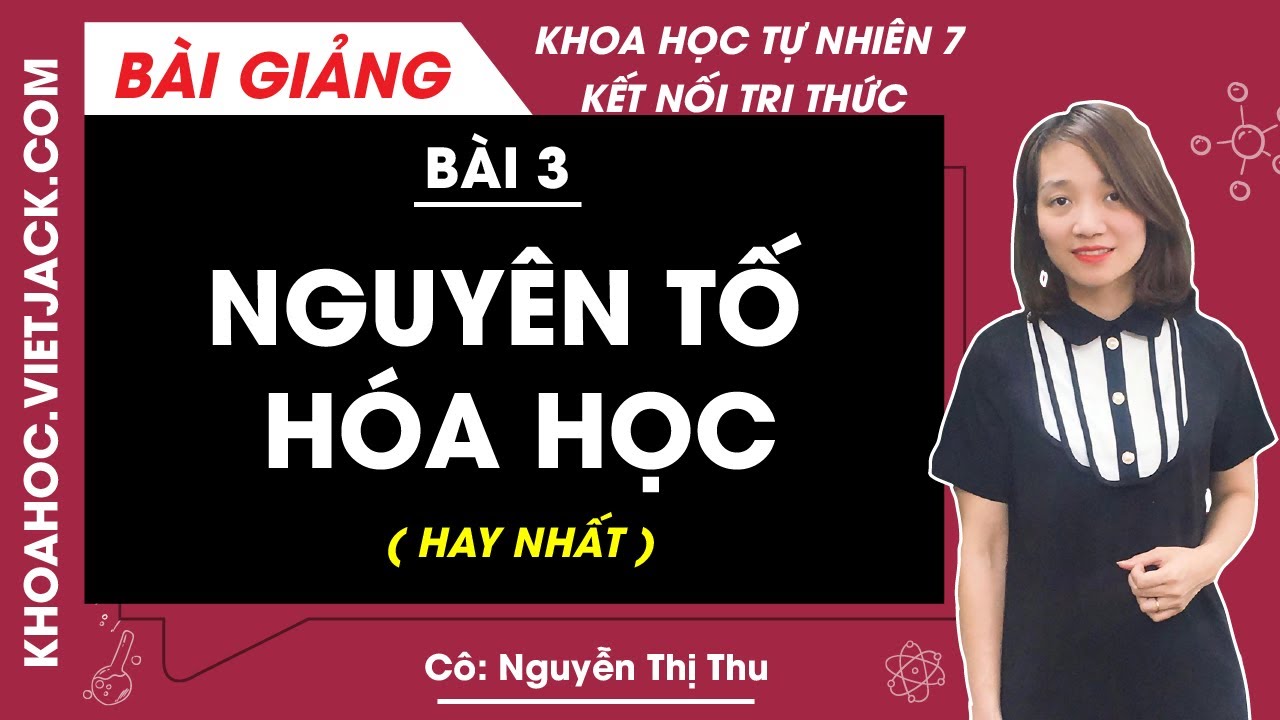 BÀI GIẢNG
KHOA HỌC TỰ NHIÊN 7
KẾT NỐI TRI THỨC
BÀI 3
NGUYÊN TỐ
HÓA HỌC
( HAY NHẤT )
Cô: Nguyễn Thị Thu
KHOAHOC.VIETJACK.COM